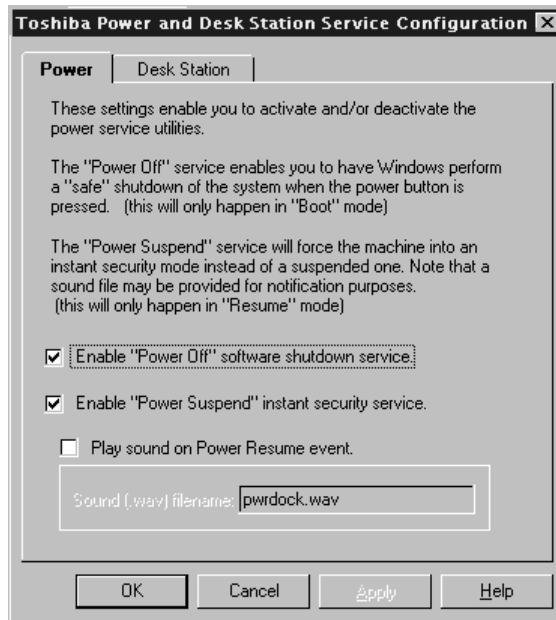 Toshiba Power and Desk Station Service Configuration
Power
Desk Station
These settings enable you to activate and/or deactivate the
power service utilities.
The "Power Off" service enables you to have Windows perform
a "safe" shutdown of the system when the power button is
pressed. (this will only happen in "Boot" mode)
The "Power Suspend" service will force the machine into an
instant security mode instead of a suspended one. Note that a
sound file may be provided for notification purposes.
(this will only happen in "Resume" mode)
Enable "Power Off" software shutdown service.
Enable "Power Suspend" instant security service.
Play sound on Power Resume event.
Sound (.wav) filename: pwrdock.wav
OK
Cancel
Apply
Help